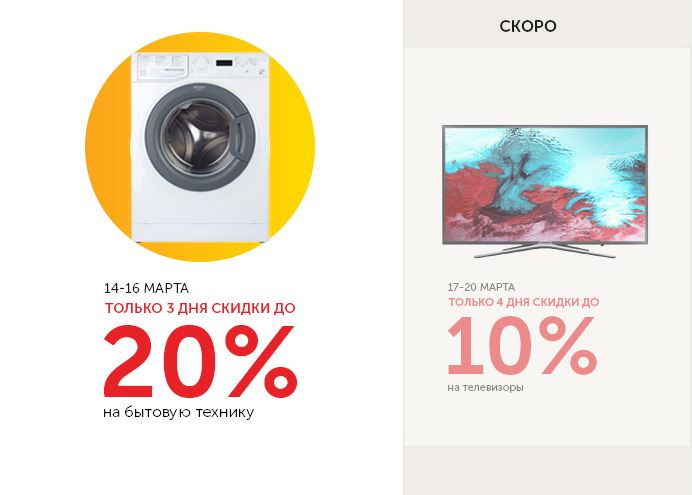 14-16 МАРТА
ТОЛЬКО 3 ДНЯ СКИДКИ ДО
20%
на бытовую технику
СКОРО
17-20 МАРТА
ТОЛЬКО 4 ДНЯ СКИДКИ ДО
10%
на телевизоры